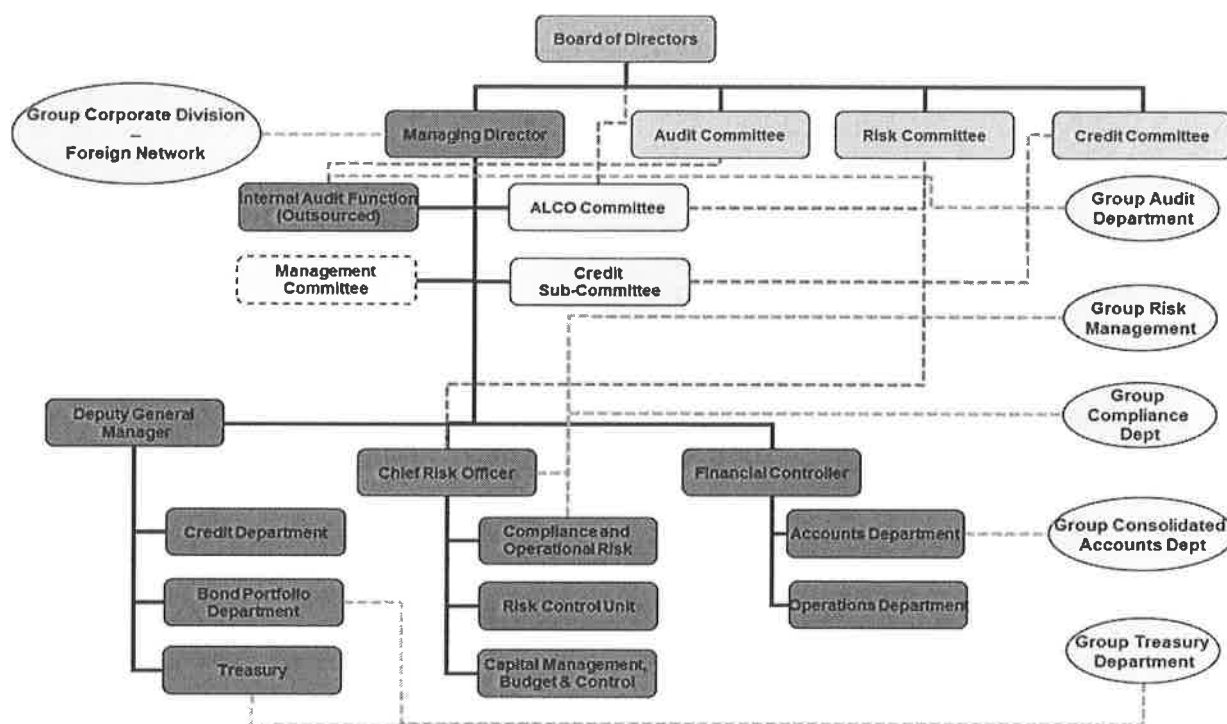 Board of Directors
Group Corporate Division
–
Foreign Network
Managing Director
Audit Committee
Risk Committee
Credit Committee
Internal Audit Function
(Outsourced)
ALCO Committee
Group Audit
Department
Management
Committee
Credit
Sub-Committee
Group Risk
Management
Deputy General
Manager
Group
Compliance
Dept
Chief Risk Officer
Financial Controller
Credit Department
Compliance and
Operational Risk
Accounts Department
Group Consolidated
Accounts Dept
Bond Portfolio
Department
Risk Control Unit
Operations Department
Group Treasury
Department
Treasury
Capital Management,
Budget & Control